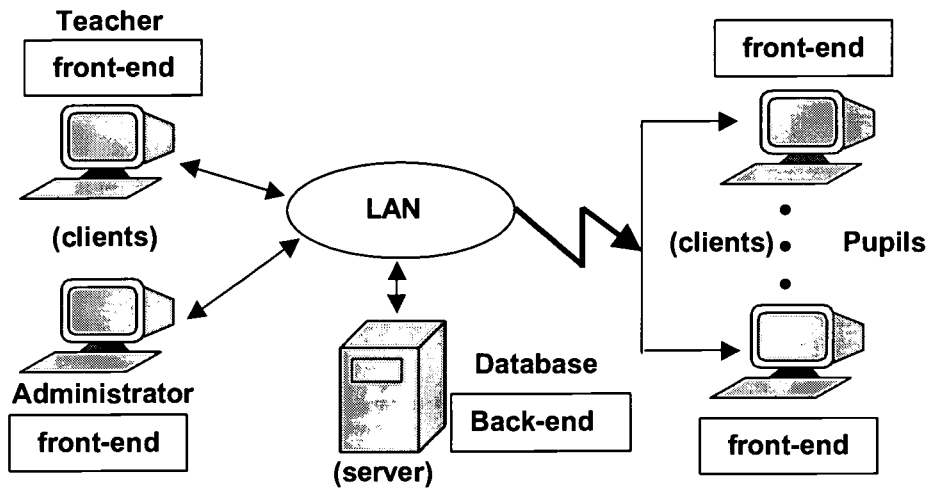 Teacher
front-end
front-end
LAN
(clients)
(clients)
Pupils
Administrator
front-end
Database
Back-end
(server)
front-end